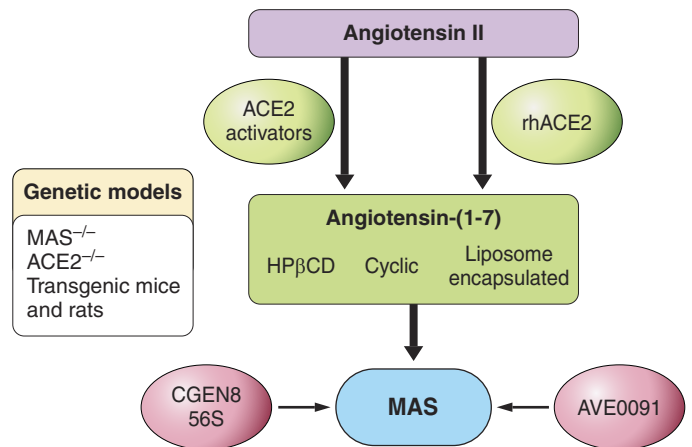 Angiotensin II
ACE2
activators
rhACE2
Genetic models
MAS–/–
ACE2–/–
Transgenic mice
and rats
Angiotensin-(1-7)
HPβCD
Cyclic
Liposome
encapsulated
CGEN8
56S
MAS
AVE0091